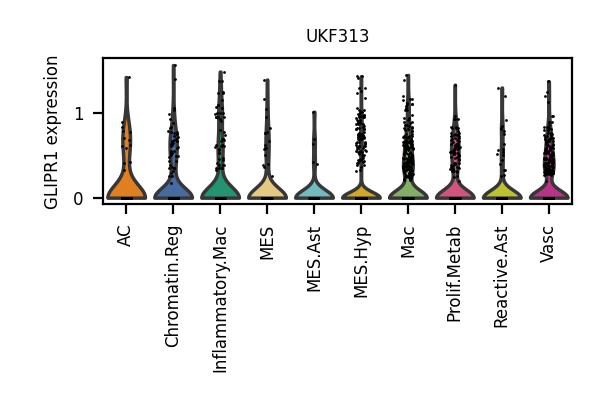 UKF313
GLIPR1 expression
1
0
AC
Chromatin.Reg
Inflammatory.Mac
MES
MES.Ast
MES.Hyp
Mac
Prolif.Metab
Reactive.Ast
Vasc